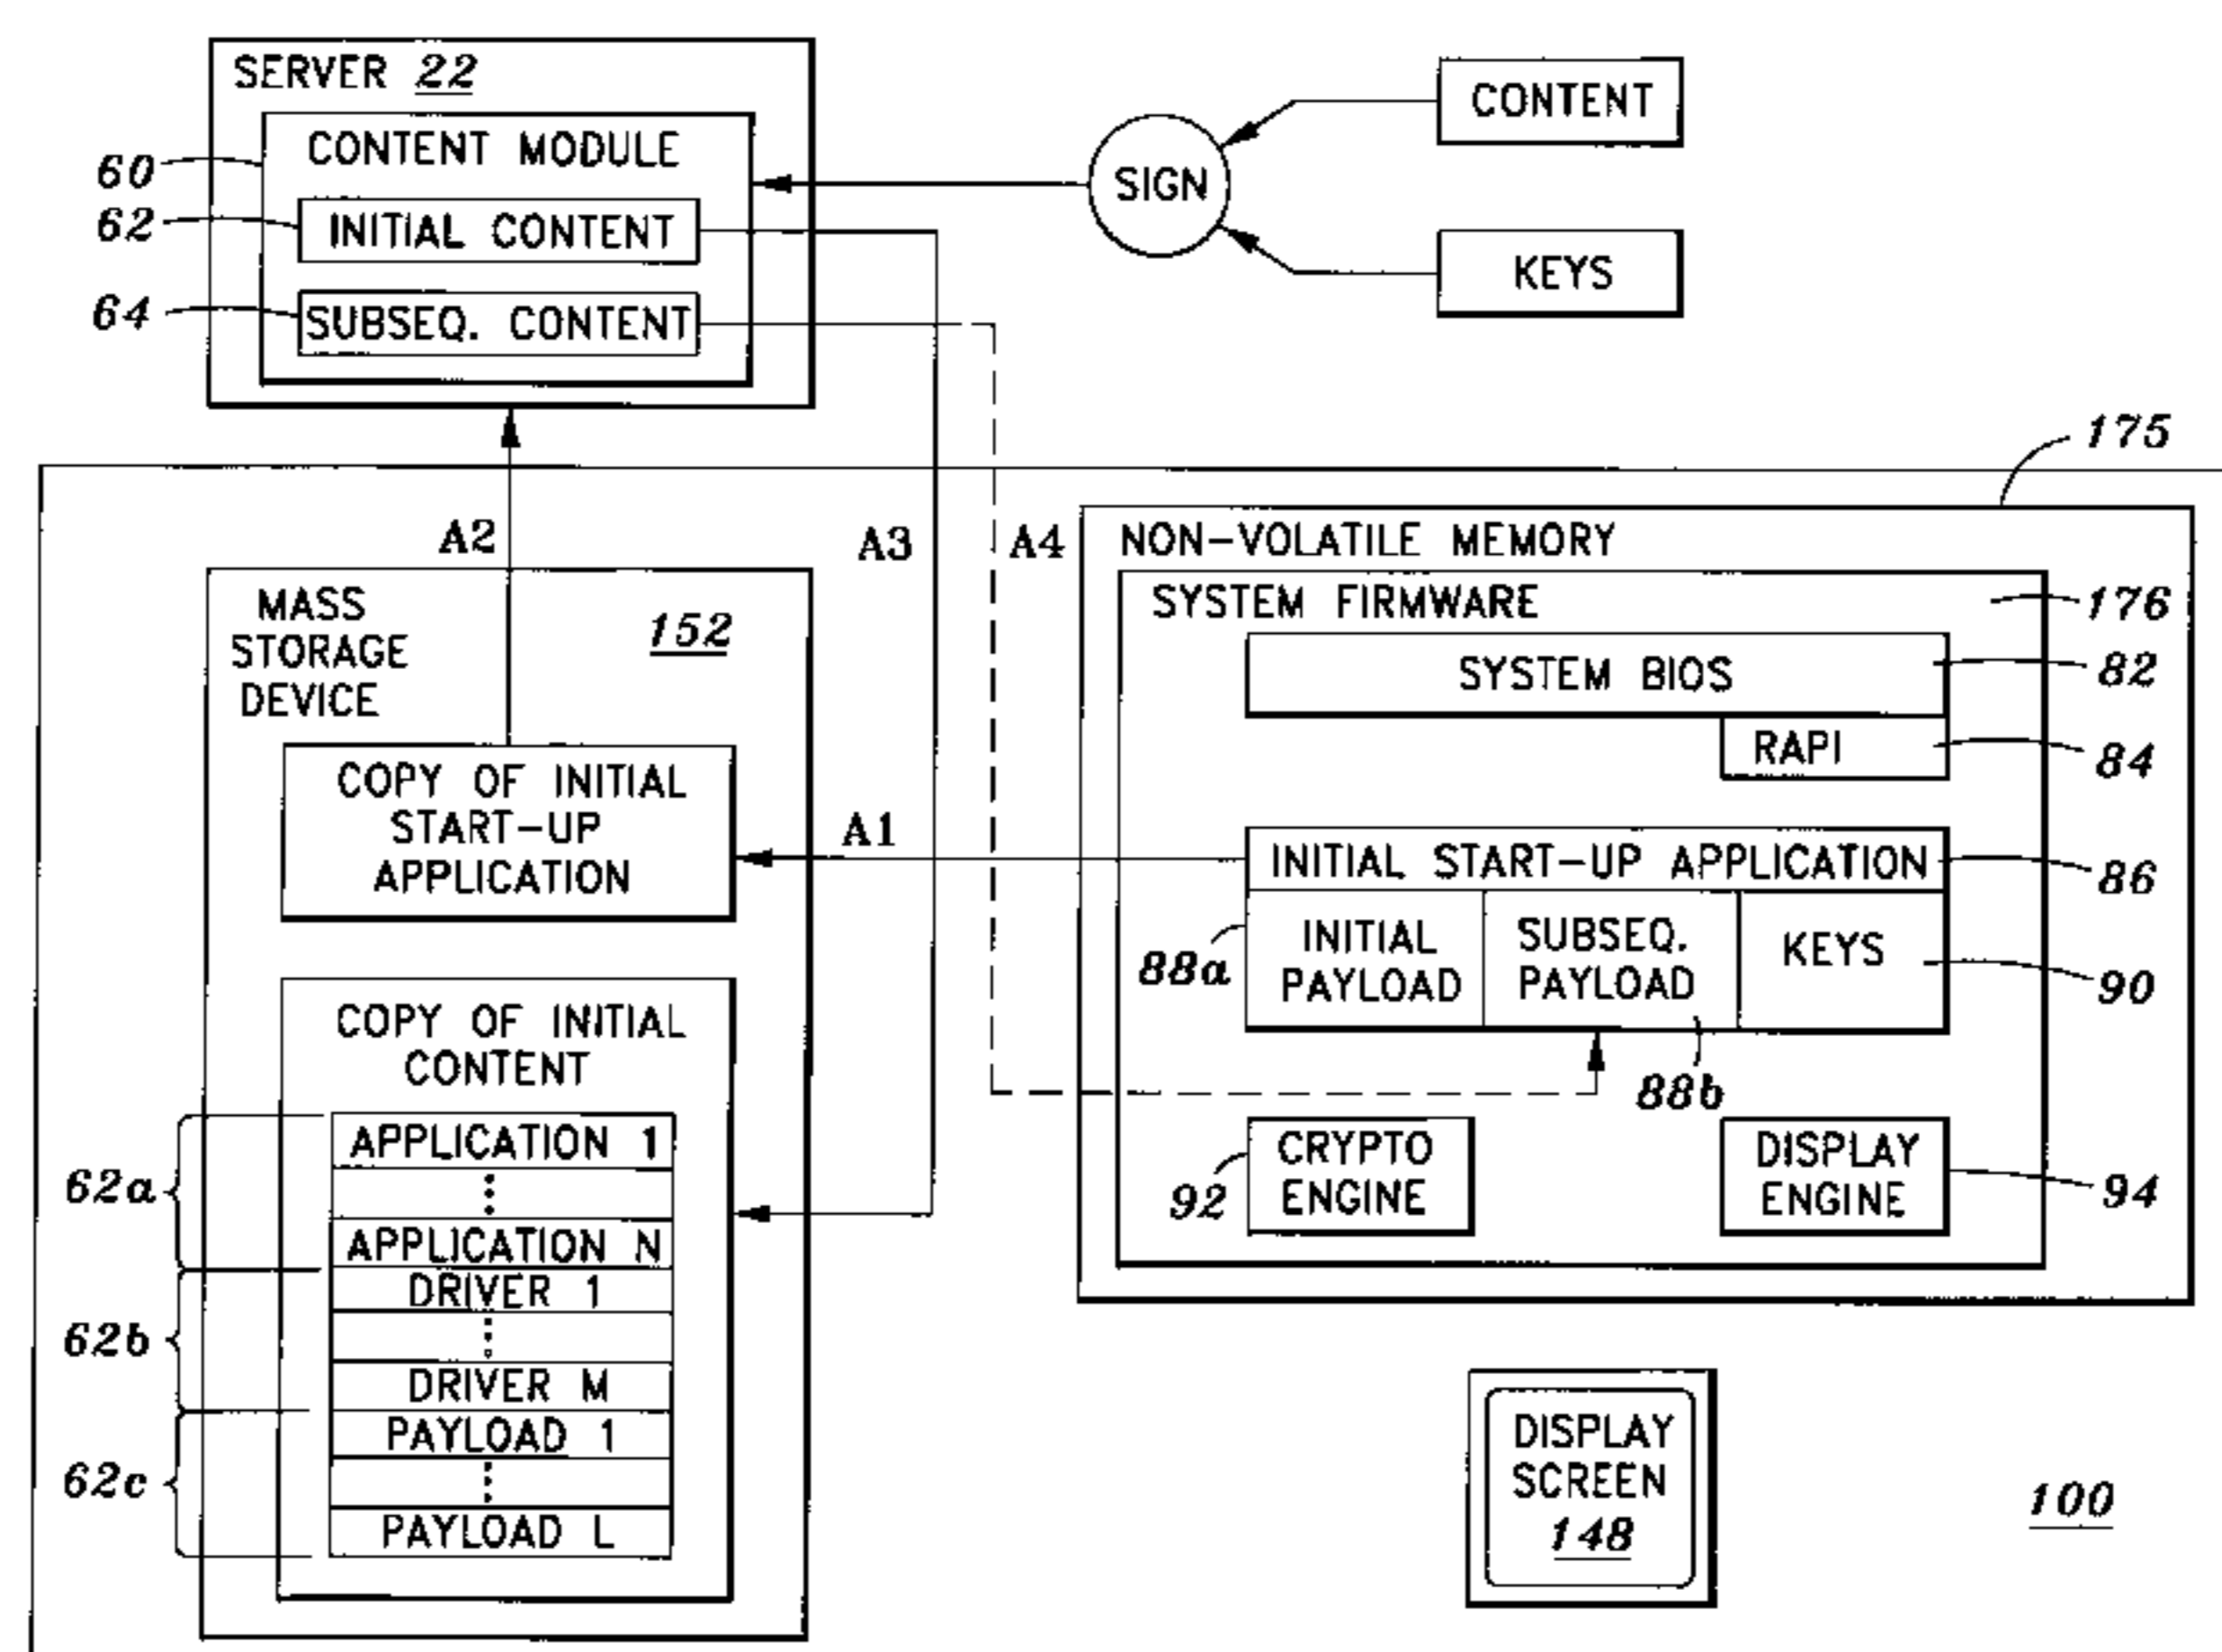 SERVER 22
CONTENT MODULE
60
INITIAL CONTENT
62
SUBSEQ. CONTENT
64
SIGN
CONTENT
KEYS
A2
A3
A4
175
NON-VOLATILE MEMORY
SYSTEM FIRMWARE
176
SYSTEM BIOS
82
RAPI
84
MASS
STORAGE
DEVICE
152
COPY OF INITIAL
START-UP
APPLICATION
A1
INITIAL START-UP APPLICATION
86
88a
INITIAL
PAYLOAD
SUBSEQ.
PAYLOAD
KEYS
90
88b
COPY OF INITIAL
CONTENT
APPLICATION 1
62a
APPLICATION N
DRIVER 1
62b
DRIVER M
PAYLOAD 1
62c
PAYLOAD L
CRYPTO
ENGINE
92
DISPLAY
ENGINE
94
DISPLAY
SCREEN
148
100